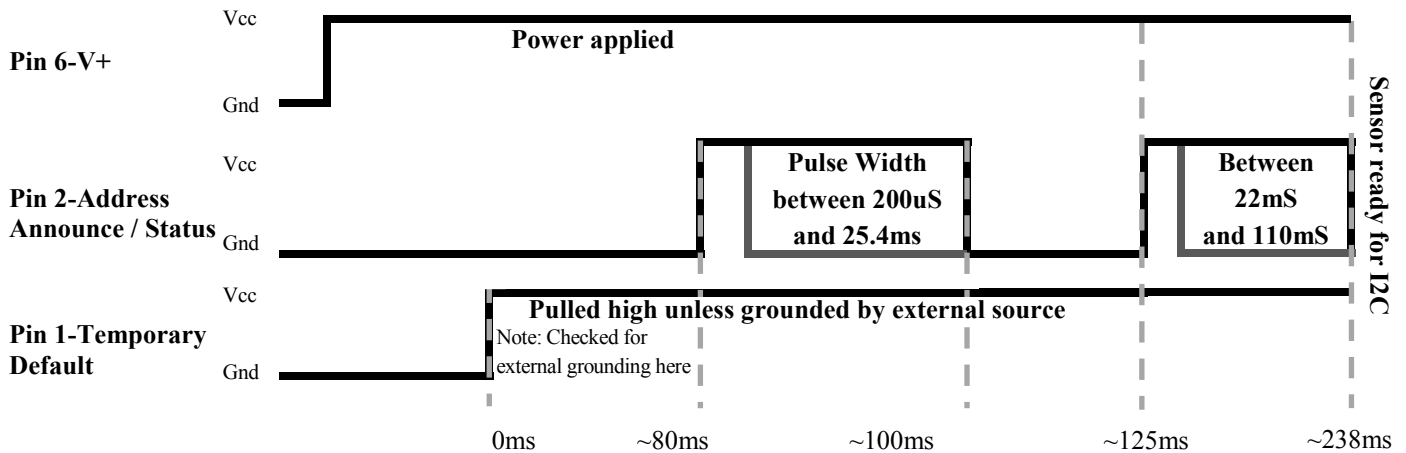 Vcc
Power applied
Pin 6-V+
Gnd
Sensor ready for I2C
Vcc
Pulse Width
between 200uS
and 25.4ms
Between
22mS
and 110mS
Pin 2-Address
Announce / Status
Gnd
Vcc
Pulled high unless grounded by external source
Pin 1-Temporary
Default
Note: Checked for
external grounding here
Gnd
0ms
~80ms
~100ms
~125ms
~238ms